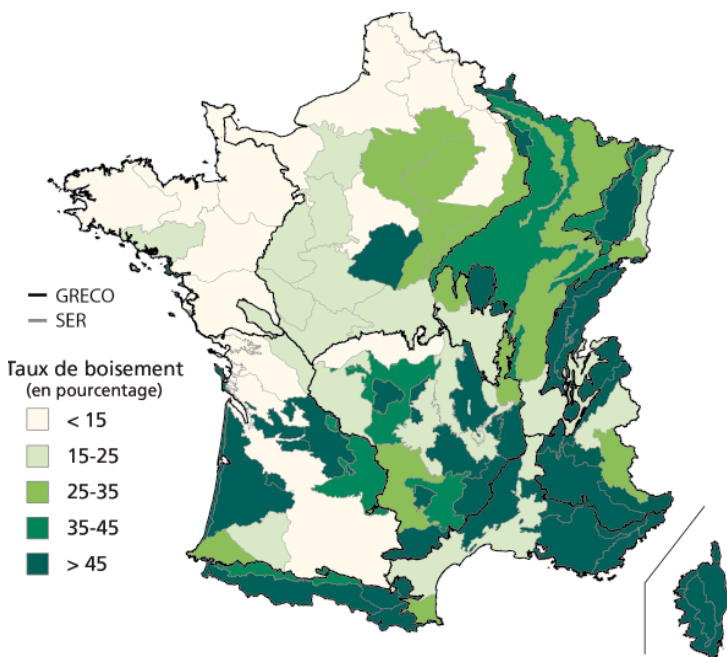 GRECO
SER
Taux de boisement
(en pourcentage)
< 15
15-25
25-35
35-45
> 45